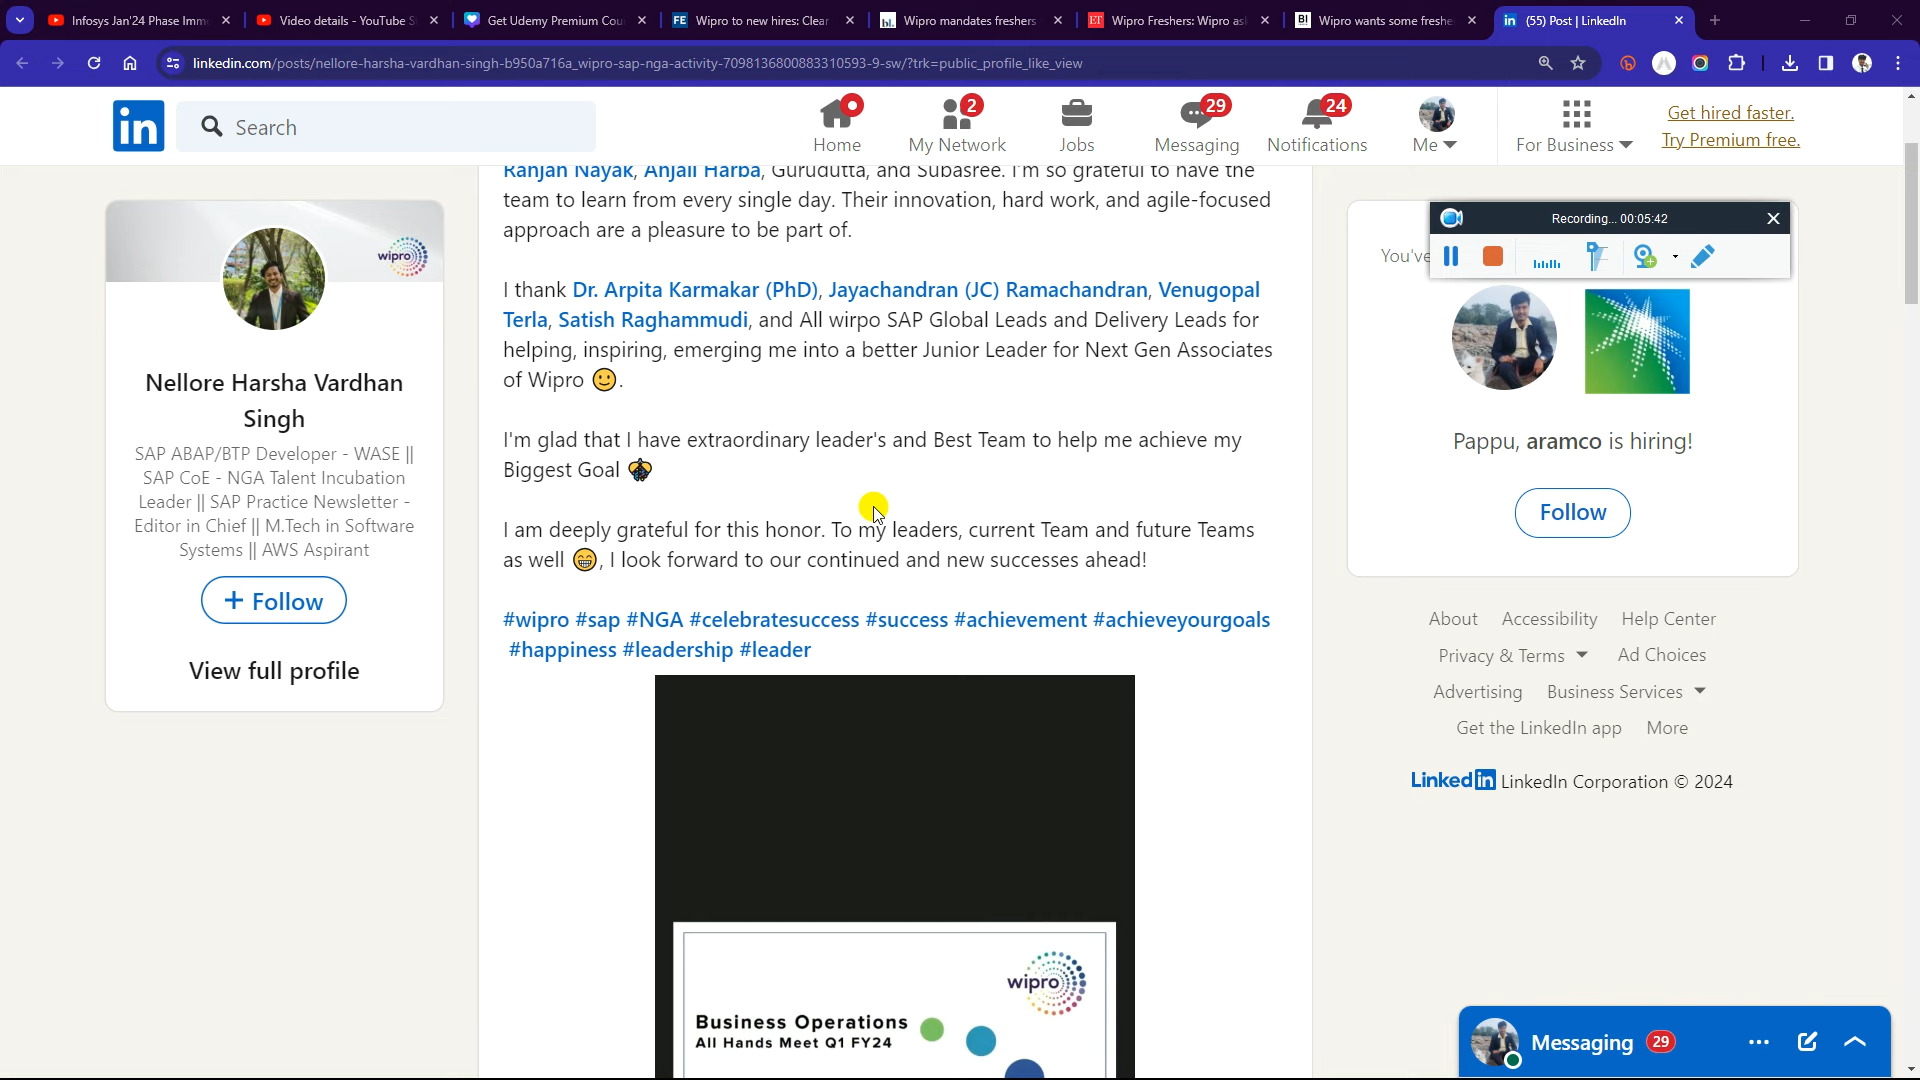 Infosys Jan'24 Phase Imm
Video details - YouTube S
Get Udemy Premium Cou
Wipro to new hires: Clear
Wipro mandates freshers
Wipro Freshers: Wipro as
Wipro wants some freshe
(55) Post | LinkedIn
linkedin.com/posts/nellore-harsha-vardhan-singh-b950a716a_wipro-sap-nga-activity-7098136800883310593-9-sw/?trk=public_profile_like_view
in
Search
Home
2
My Network
Jobs
29
Messaging
24
Notifications
Me
For Business
Get hired faster.
Try Premium free.
wipro
Nellore Harsha Vardhan
Singh
SAP ABAP/BTP Developer - WASE ||
SAP CoE - NGA Talent Incubation
Leader || SAP Practice Newsletter -
Editor in Chief || M.Tech in Software
Systems || AWS Aspirant
+ Follow
View full profile
Ranjan Nayak, Anjali Harba, Gurudutta, and Subasree. I'm so grateful to have the
team to learn from every single day. Their innovation, hard work, and agile-focused
approach are a pleasure to be part of.
I thank Dr. Arpita Karmakar (PhD), Jayachandran (JC) Ramachandran, Venugopal
Terla, Satish Raghammudi, and All wirpo SAP Global Leads and Delivery Leads for
helping, inspiring, emerging me into a better Junior Leader for Next Gen Associates
of Wipro 🙂.
I'm glad that I have extraordinary leader's and Best Team to help me achieve my
Biggest Goal
I am deeply grateful for this honor. To my leaders, current Team and future Teams
as well 😁, I look forward to our continued and new successes ahead!
#wipro #sap #NGA #celebratesuccess #success #achievement #achieveyourgoals
#happiness #leadership #leader
wipro
Business Operations
All Hands Meet Q1 FY24
Recording... 00:05:42
You've
Pappu, aramco is hiring!
Follow
About Accessibility Help Center
Privacy & Terms Ad Choices
Advertising Business Services
Get the LinkedIn app More
LinkedIn LinkedIn Corporation © 2024
Messaging 29